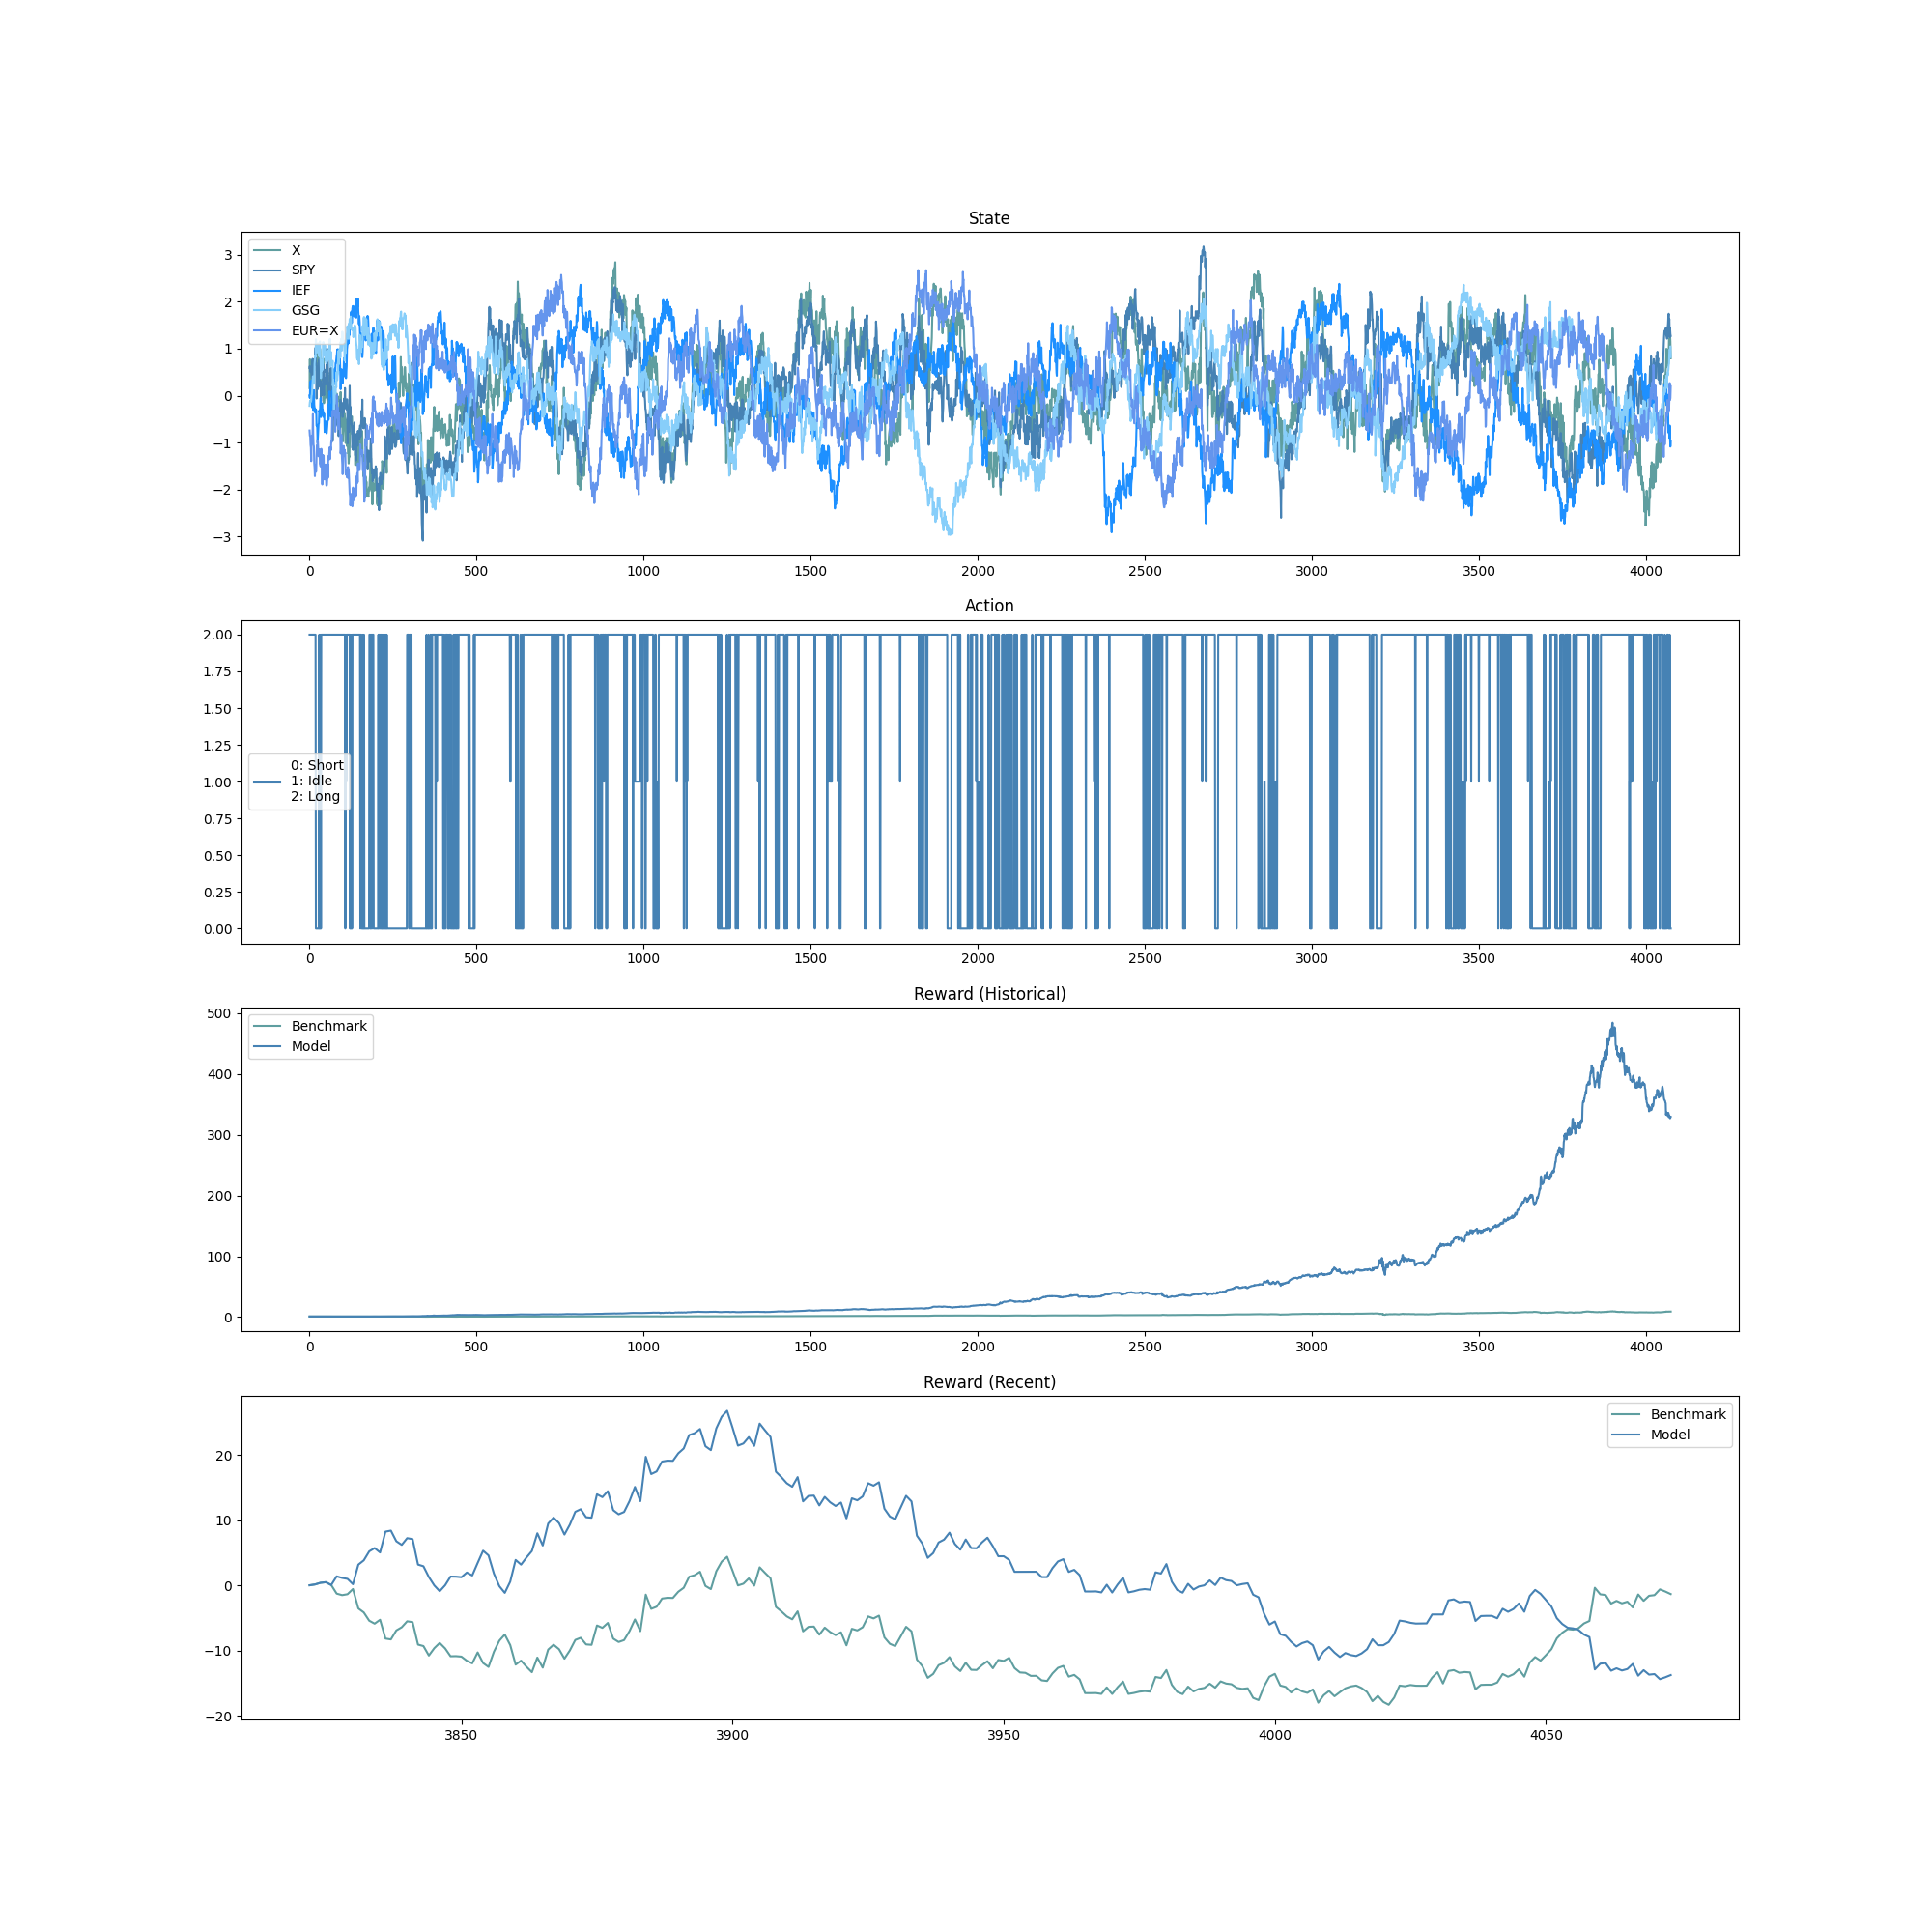 State
3
2
1
0
−1
−2
−3
X
SPY
IEF
GSG
EUR=X
0 500 1000 1500 2000 2500 3000 3500 4000
Action
2.00
1.75
1.50
1.25
1.00
0.75
0.50
0.25
0.00
0: Short
1: Idle
2: Long
0 500 1000 1500 2000 2500 3000 3500 4000
Reward (Historical)
500
400
300
200
100
0
Benchmark
Model
0 500 1000 1500 2000 2500 3000 3500 4000
Reward (Recent)
20
10
0
−10
−20
Benchmark
Model
3850 3900 3950 4000 4050